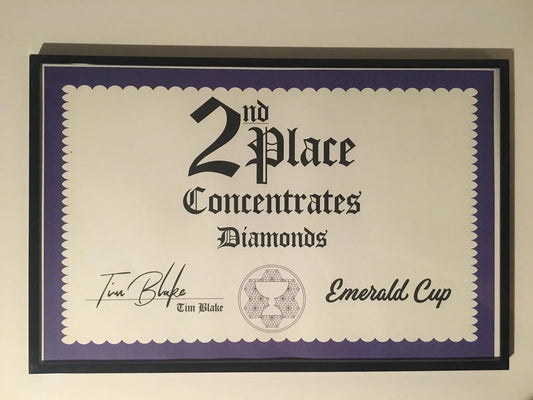 2nd Place
Concentrates
Diamonds
Tim Blake
Tim Blake
Emerald Cup